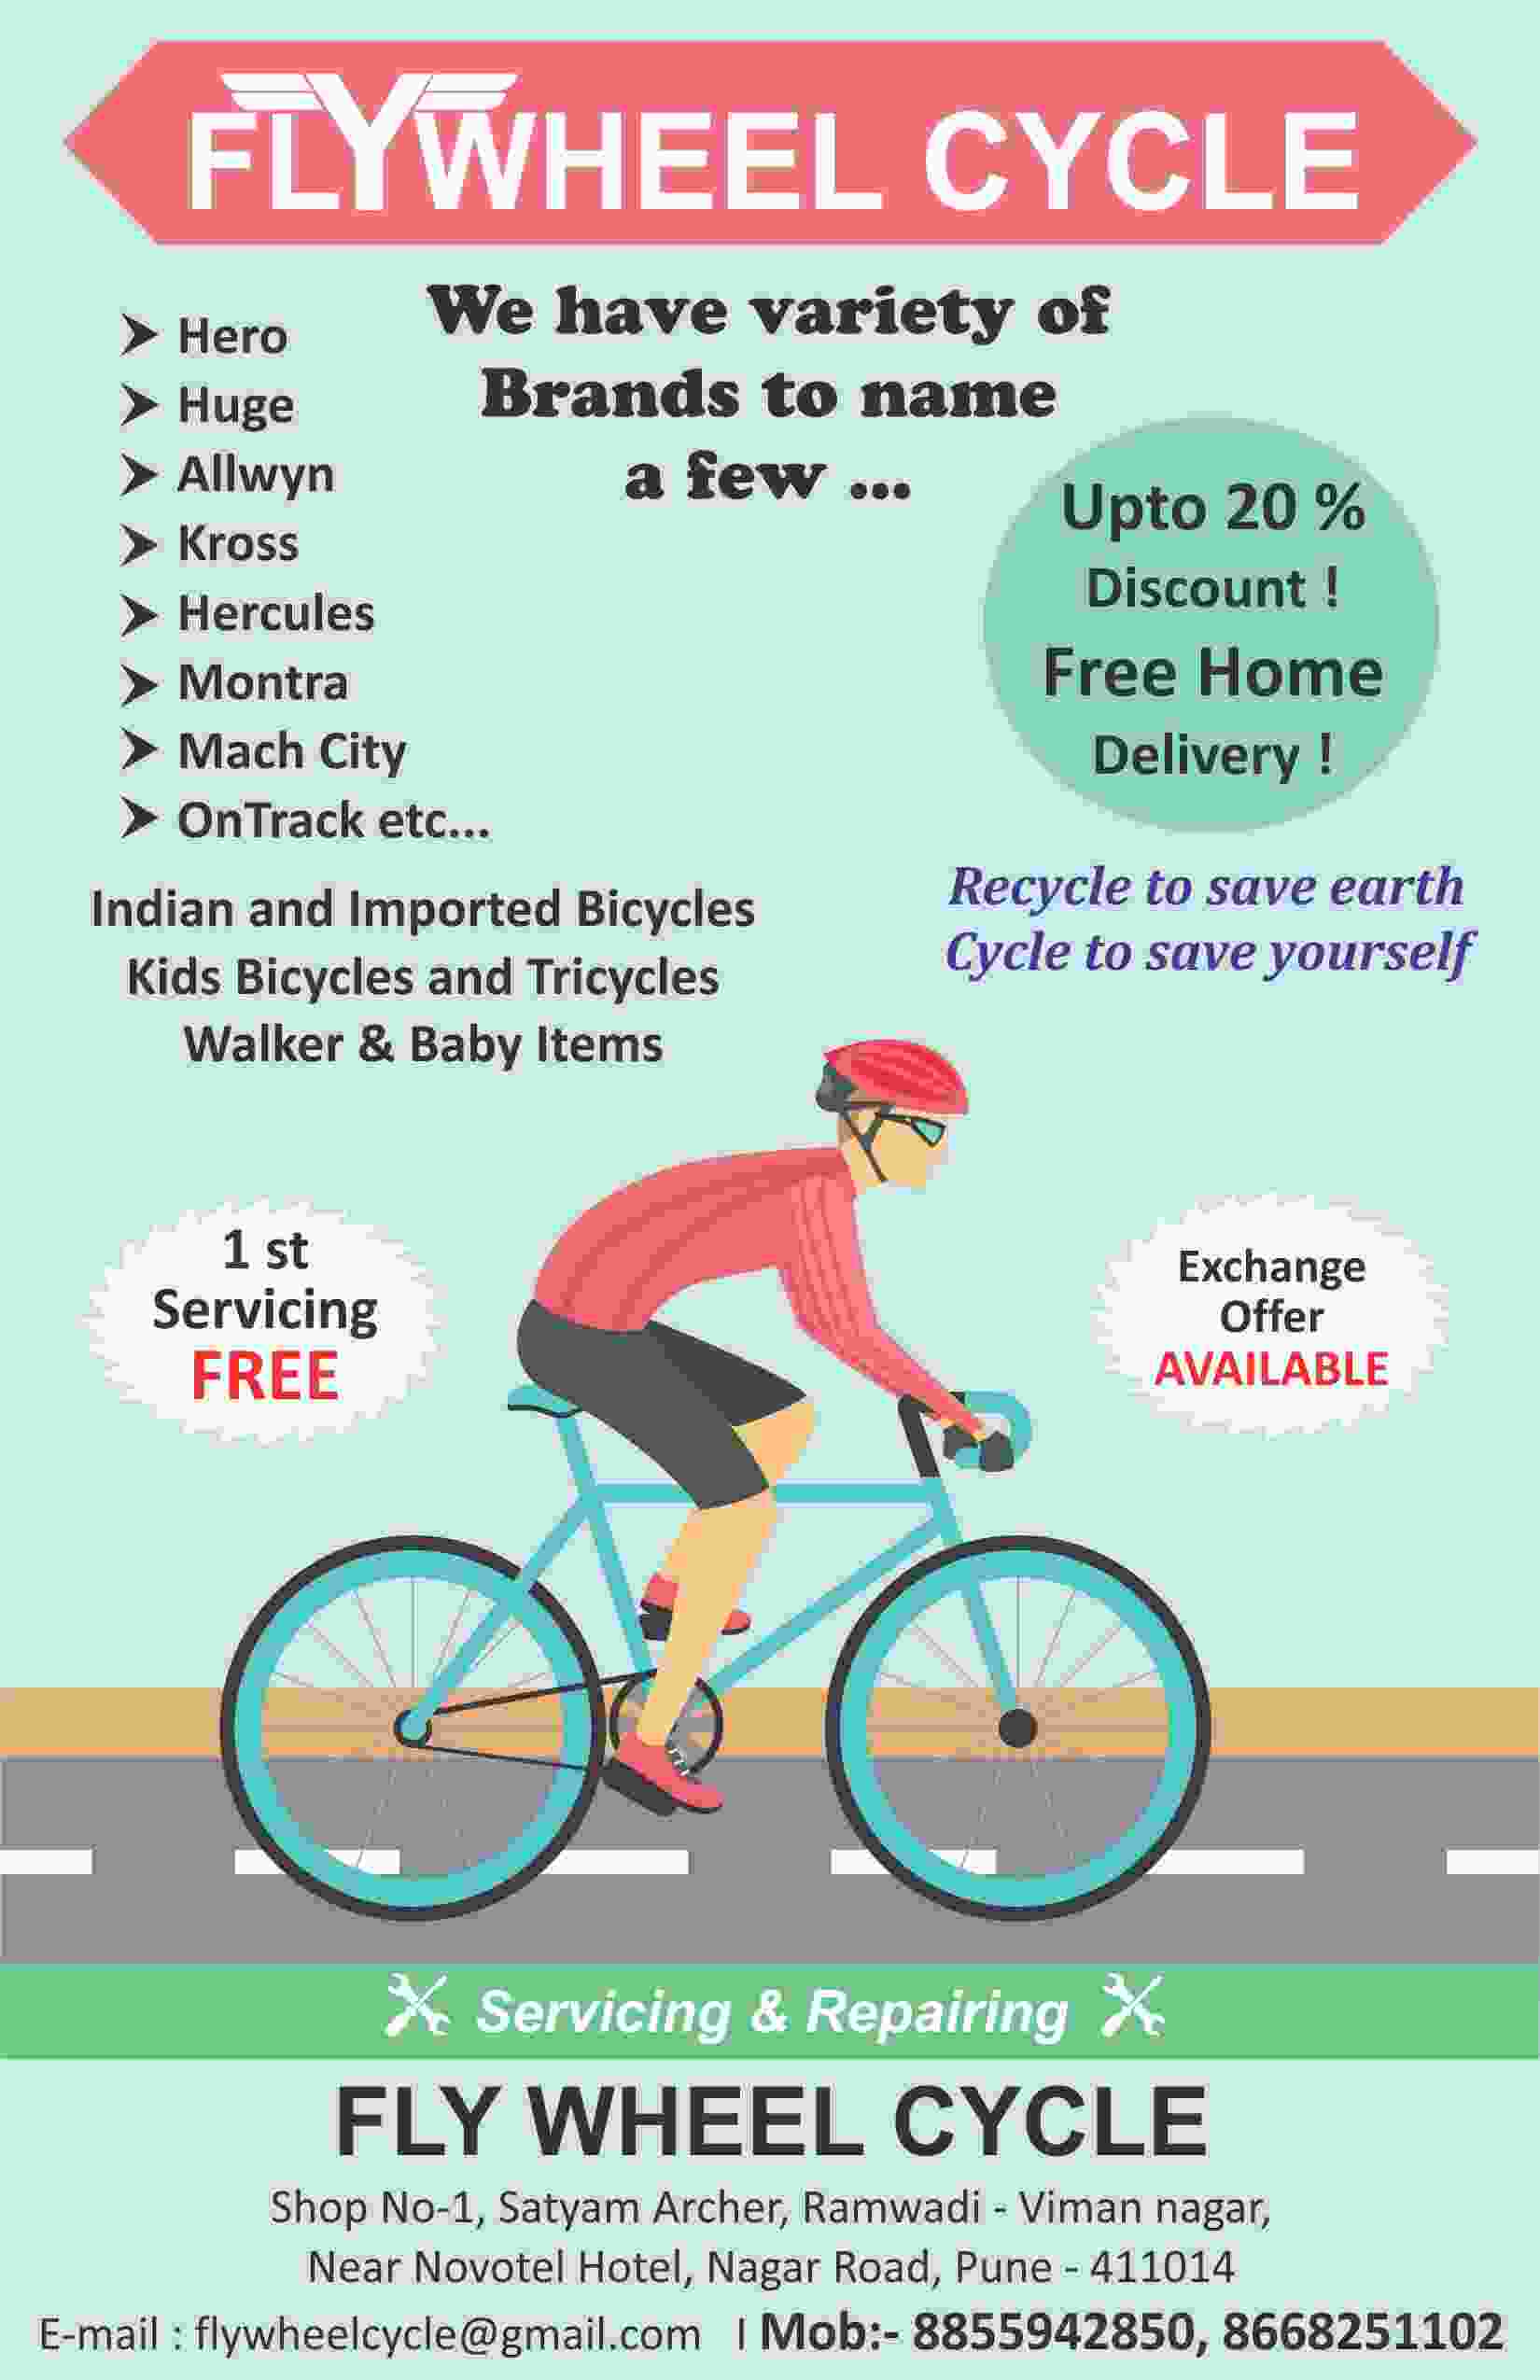 FLYWHEEL CYCLE
We have variety of
Brands to name
a few ...
➤ Hero
➤ Huge
➤ Allwyn
➤ Kross
➤ Hercules
➤ Montra
➤ Mach City
➤ OnTrack etc...
Upto 20 %
Discount !
Free Home
Delivery !
Indian and Imported Bicycles
Kids Bicycles and Tricycles
Walker & Baby Items
Recycle to save earth
Cycle to save yourself
1 st
Servicing
FREE
Exchange
Offer
AVAILABLE
Servicing & Repairing
FLY WHEEL CYCLE
Shop No-1, Satyam Archer, Ramwadi - Viman nagar,
Near Novotel Hotel, Nagar Road, Pune - 411014
E-mail : flywheelcycle@gmail.com | Mob:- 8855942850, 8668251102